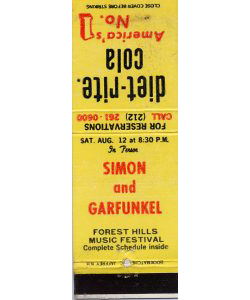 CLOSE COVER BEFORE STRIKING
America's
No. 1
diet-rite.
cola
FOR RESERVATIONS
CALL (212) 261-0600
SAT. AUG. 12 at 8:30 P.M.
In Person
SIMON
and
GARFUNKEL
FOREST HILLS
MUSIC FESTIVAL
Complete Schedule inside